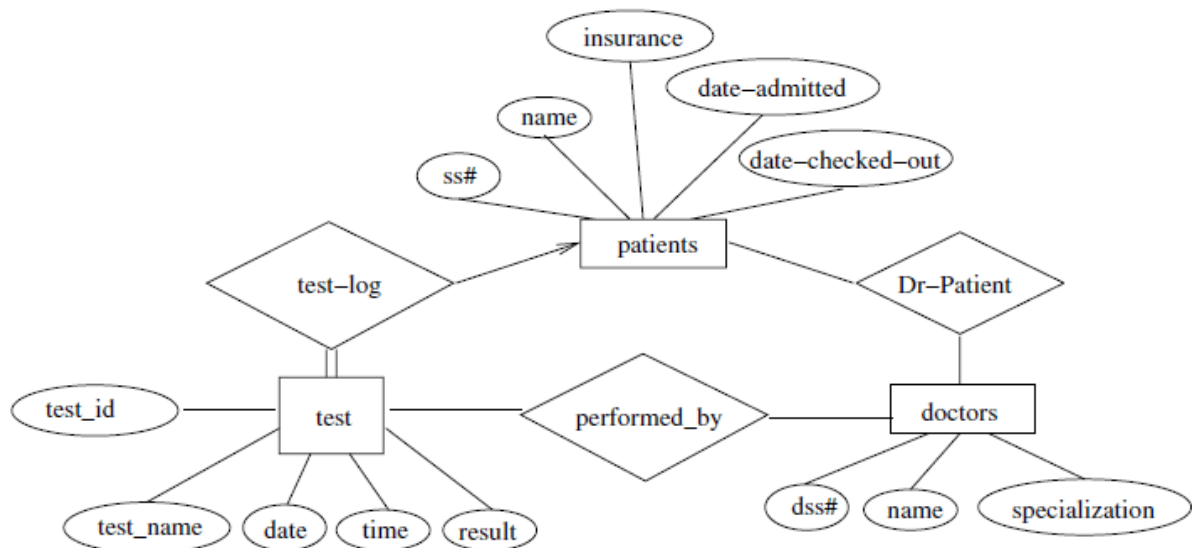 insurance
date-admitted
name
date-checked-out
ss#
patients
test-log
Dr-Patient
test_id
test
performed_by
doctors
test_name
date
time
result
dss#
name
specialization